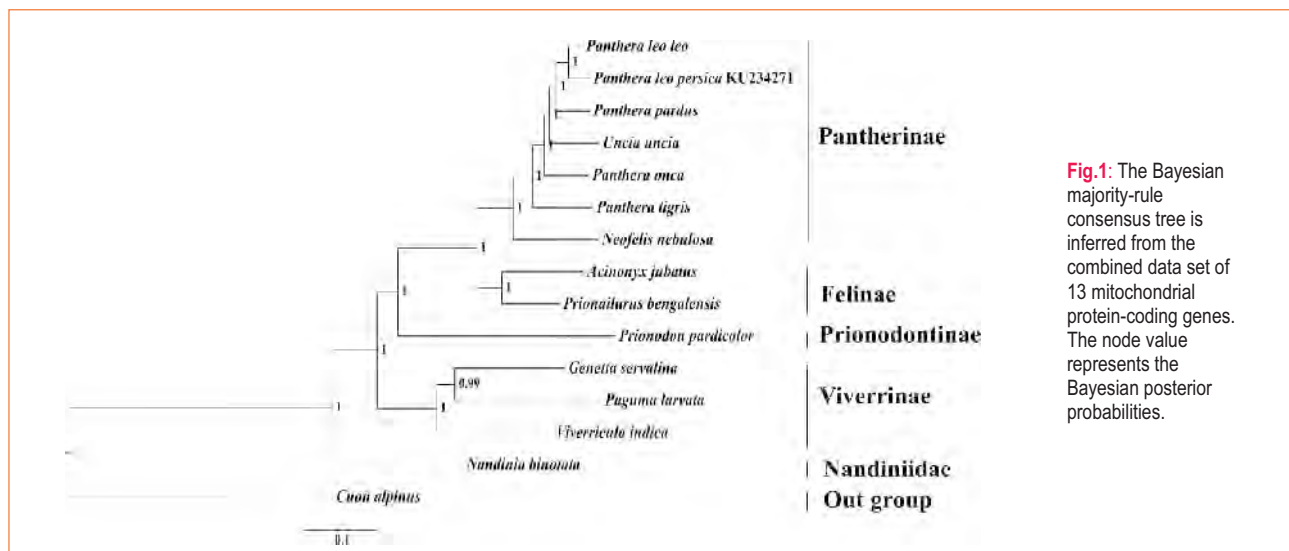 Panthera leo leo
1
Panthera leo persica KU234271
1
Panthera pardus
Pantherinae
Uncia uncia
Panthera onca
1
Panthera tigris
1
Neofelis nebulosa
1
Acinonyx jubatus
1
1
Felinae
Prionailurus bengalensis
Prionodon pardicolor
Prionodontinae
1
Genetta servalina
0.99
Paguma larvata
Viverrinae
1
1
Viverricula indica
Nandinia binotata
Nandiniidae
Cuon alpinus
Out group
0.1
Fig.1: The Bayesian
majority-rule
consensus tree is
inferred from the
combined data set of
13 mitochondrial
protein-coding genes.
The node value
represents the
Bayesian posterior
probabilities.